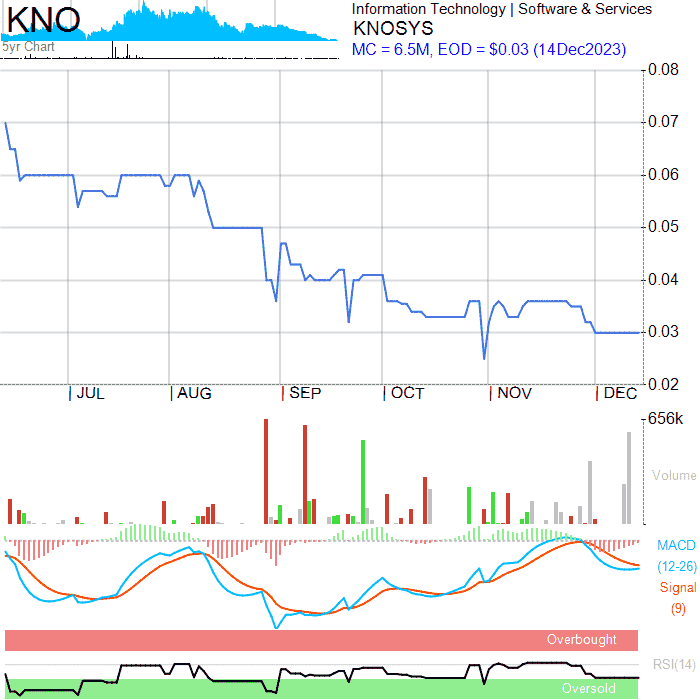 KNO
5yr Chart
Information Technology | Software & Services
KNOSYS
MC = 6.5M, EOD = $0.03 (14Dec2023)
0.08
0.07
0.06
0.05
0.04
0.03
0.02
JUL AUG SEP OCT NOV DEC
656k
Volume
MACD
(12-26)
Signal
(9)
Overbought
RSI(14)
Oversold